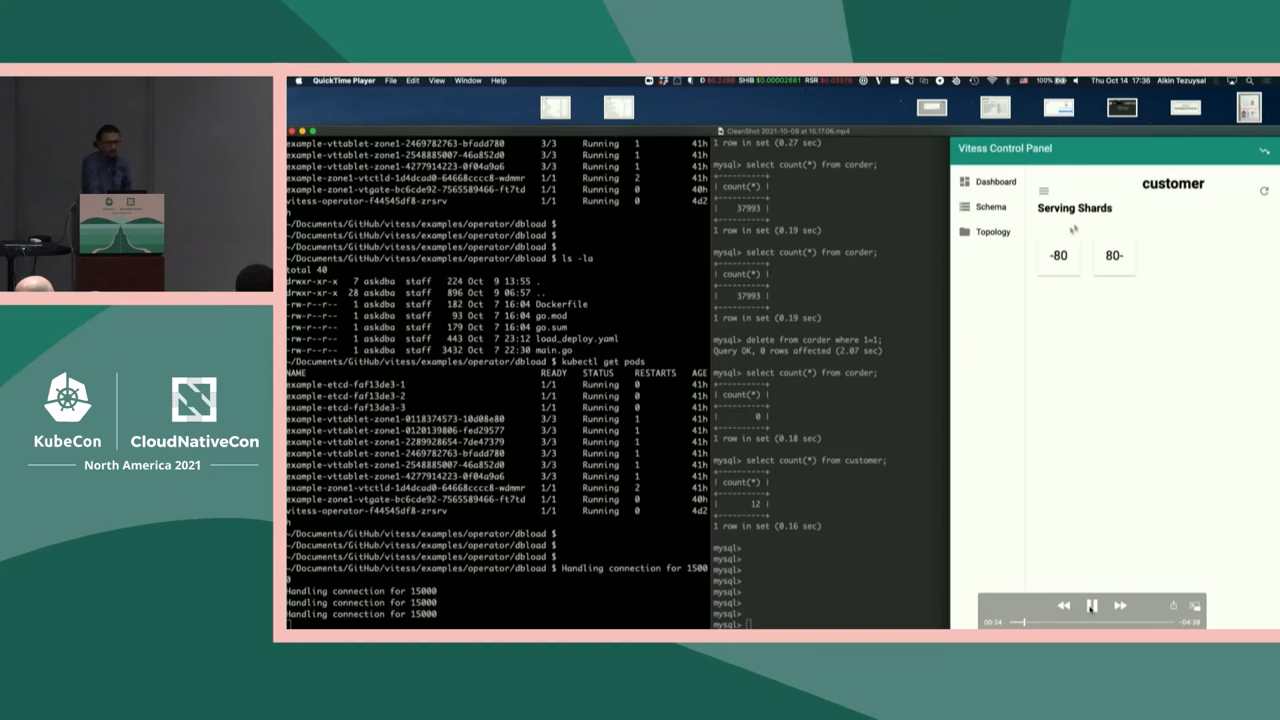 QuickTime Player File Edit View Window Help
SHIB $0.00002681 RSR $0.03378 100% Thu Oct 14 17:36 Alkin Tezuysal
CleanShot 2021-10-09 at 16.17.06.mp4
example-vttablet-zone1-2469782763-bfadd780 3/3 Running 1 41h
example-vttablet-zone1-2548885007-46a852d0 3/3 Running 1 41h
example-vttablet-zone1-4277914223-0f04a9a6 3/3 Running 1 41h
example-zone1-vtctld-1d4dcad0-64668cccc8-wdmmr 1/1 Running 2 41h
example-zone1-vtgate-bc6cde92-7565589466-ft7td 1/1 Running 0 40h
vitess-operator-f44545df8-zrsrv 1/1 Running 0 4d2
h
~/Documents/GitHub/vitess/examples/operator/dbload $
~/Documents/GitHub/vitess/examples/operator/dbload $
~/Documents/GitHub/vitess/examples/operator/dbload $
~/Documents/GitHub/vitess/examples/operator/dbload $ ls -la
total 40
drwxr-xr-x 7 askdba staff 224 Oct 9 13:55 .
drwxr-xr-x 28 askdba staff 896 Oct 9 06:57 ..
-rw-r--r-- 1 askdba staff 182 Oct 7 16:04 Dockerfile
-rw-r--r-- 1 askdba staff 93 Oct 7 16:04 go.mod
-rw-r--r-- 1 askdba staff 179 Oct 7 16:04 go.sum
-rw-r--r-- 1 askdba staff 443 Oct 7 23:12 load_deploy.yaml
-rw-r--r-- 1 askdba staff 3432 Oct 7 22:30 main.go
~/Documents/GitHub/vitess/examples/operator/dbload $ kubectl get pods
NAME READY STATUS RESTARTS AGE
example-etcd-faf13de3-1 1/1 Running 0 41h
example-etcd-faf13de3-2 1/1 Running 0 41h
example-etcd-faf13de3-3 1/1 Running 0 41h
example-vttablet-zone1-0118374573-10d08e80 3/3 Running 1 41h
example-vttablet-zone1-0120139806-fed29577 3/3 Running 1 41h
example-vttablet-zone1-2289928654-7de47379 3/3 Running 1 41h
example-vttablet-zone1-2469782763-bfadd780 3/3 Running 1 41h
example-vttablet-zone1-2548885007-46a852d0 3/3 Running 1 41h
example-vttablet-zone1-4277914223-0f04a9a6 3/3 Running 1 41h
example-zone1-vtctld-1d4dcad0-64668cccc8-wdmmr 1/1 Running 2 41h
example-zone1-vtgate-bc6cde92-7565589466-ft7td 1/1 Running 0 40h
vitess-operator-f44545df8-zrsrv 1/1 Running 0 4d2
h
~/Documents/GitHub/vitess/examples/operator/dbload $
~/Documents/GitHub/vitess/examples/operator/dbload $
~/Documents/GitHub/vitess/examples/operator/dbload $
~/Documents/GitHub/vitess/examples/operator/dbload $ Handling connection for 1500
0
Handling connection for 15000
Handling connection for 15000
Handling connection for 15000
1 row in set (0.27 sec)
mysql> select count(*) from corder;
+----------+
| count(*) |
+----------+
| 37993 |
+----------+
1 row in set (0.19 sec)
mysql> select count(*) from corder;
+----------+
| count(*) |
+----------+
| 37993 |
+----------+
1 row in set (0.19 sec)
mysql> delete from corder where 1=1;
Query OK, 0 rows affected (2.07 sec)
mysql> select count(*) from corder;
+----------+
| count(*) |
+----------+
| 0 |
+----------+
1 row in set (0.18 sec)
mysql> select count(*) from customer;
+----------+
| count(*) |
+----------+
| 12 |
+----------+
1 row in set (0.16 sec)
mysql>
mysql>
mysql>
mysql>
mysql>
mysql>
mysql>
mysql>
Vitess Control Panel
Dashboard
Schema
Topology
customer
Serving Shards
-80 80-
00:24 -04:38
KubeCon CloudNativeCon
North America 2021